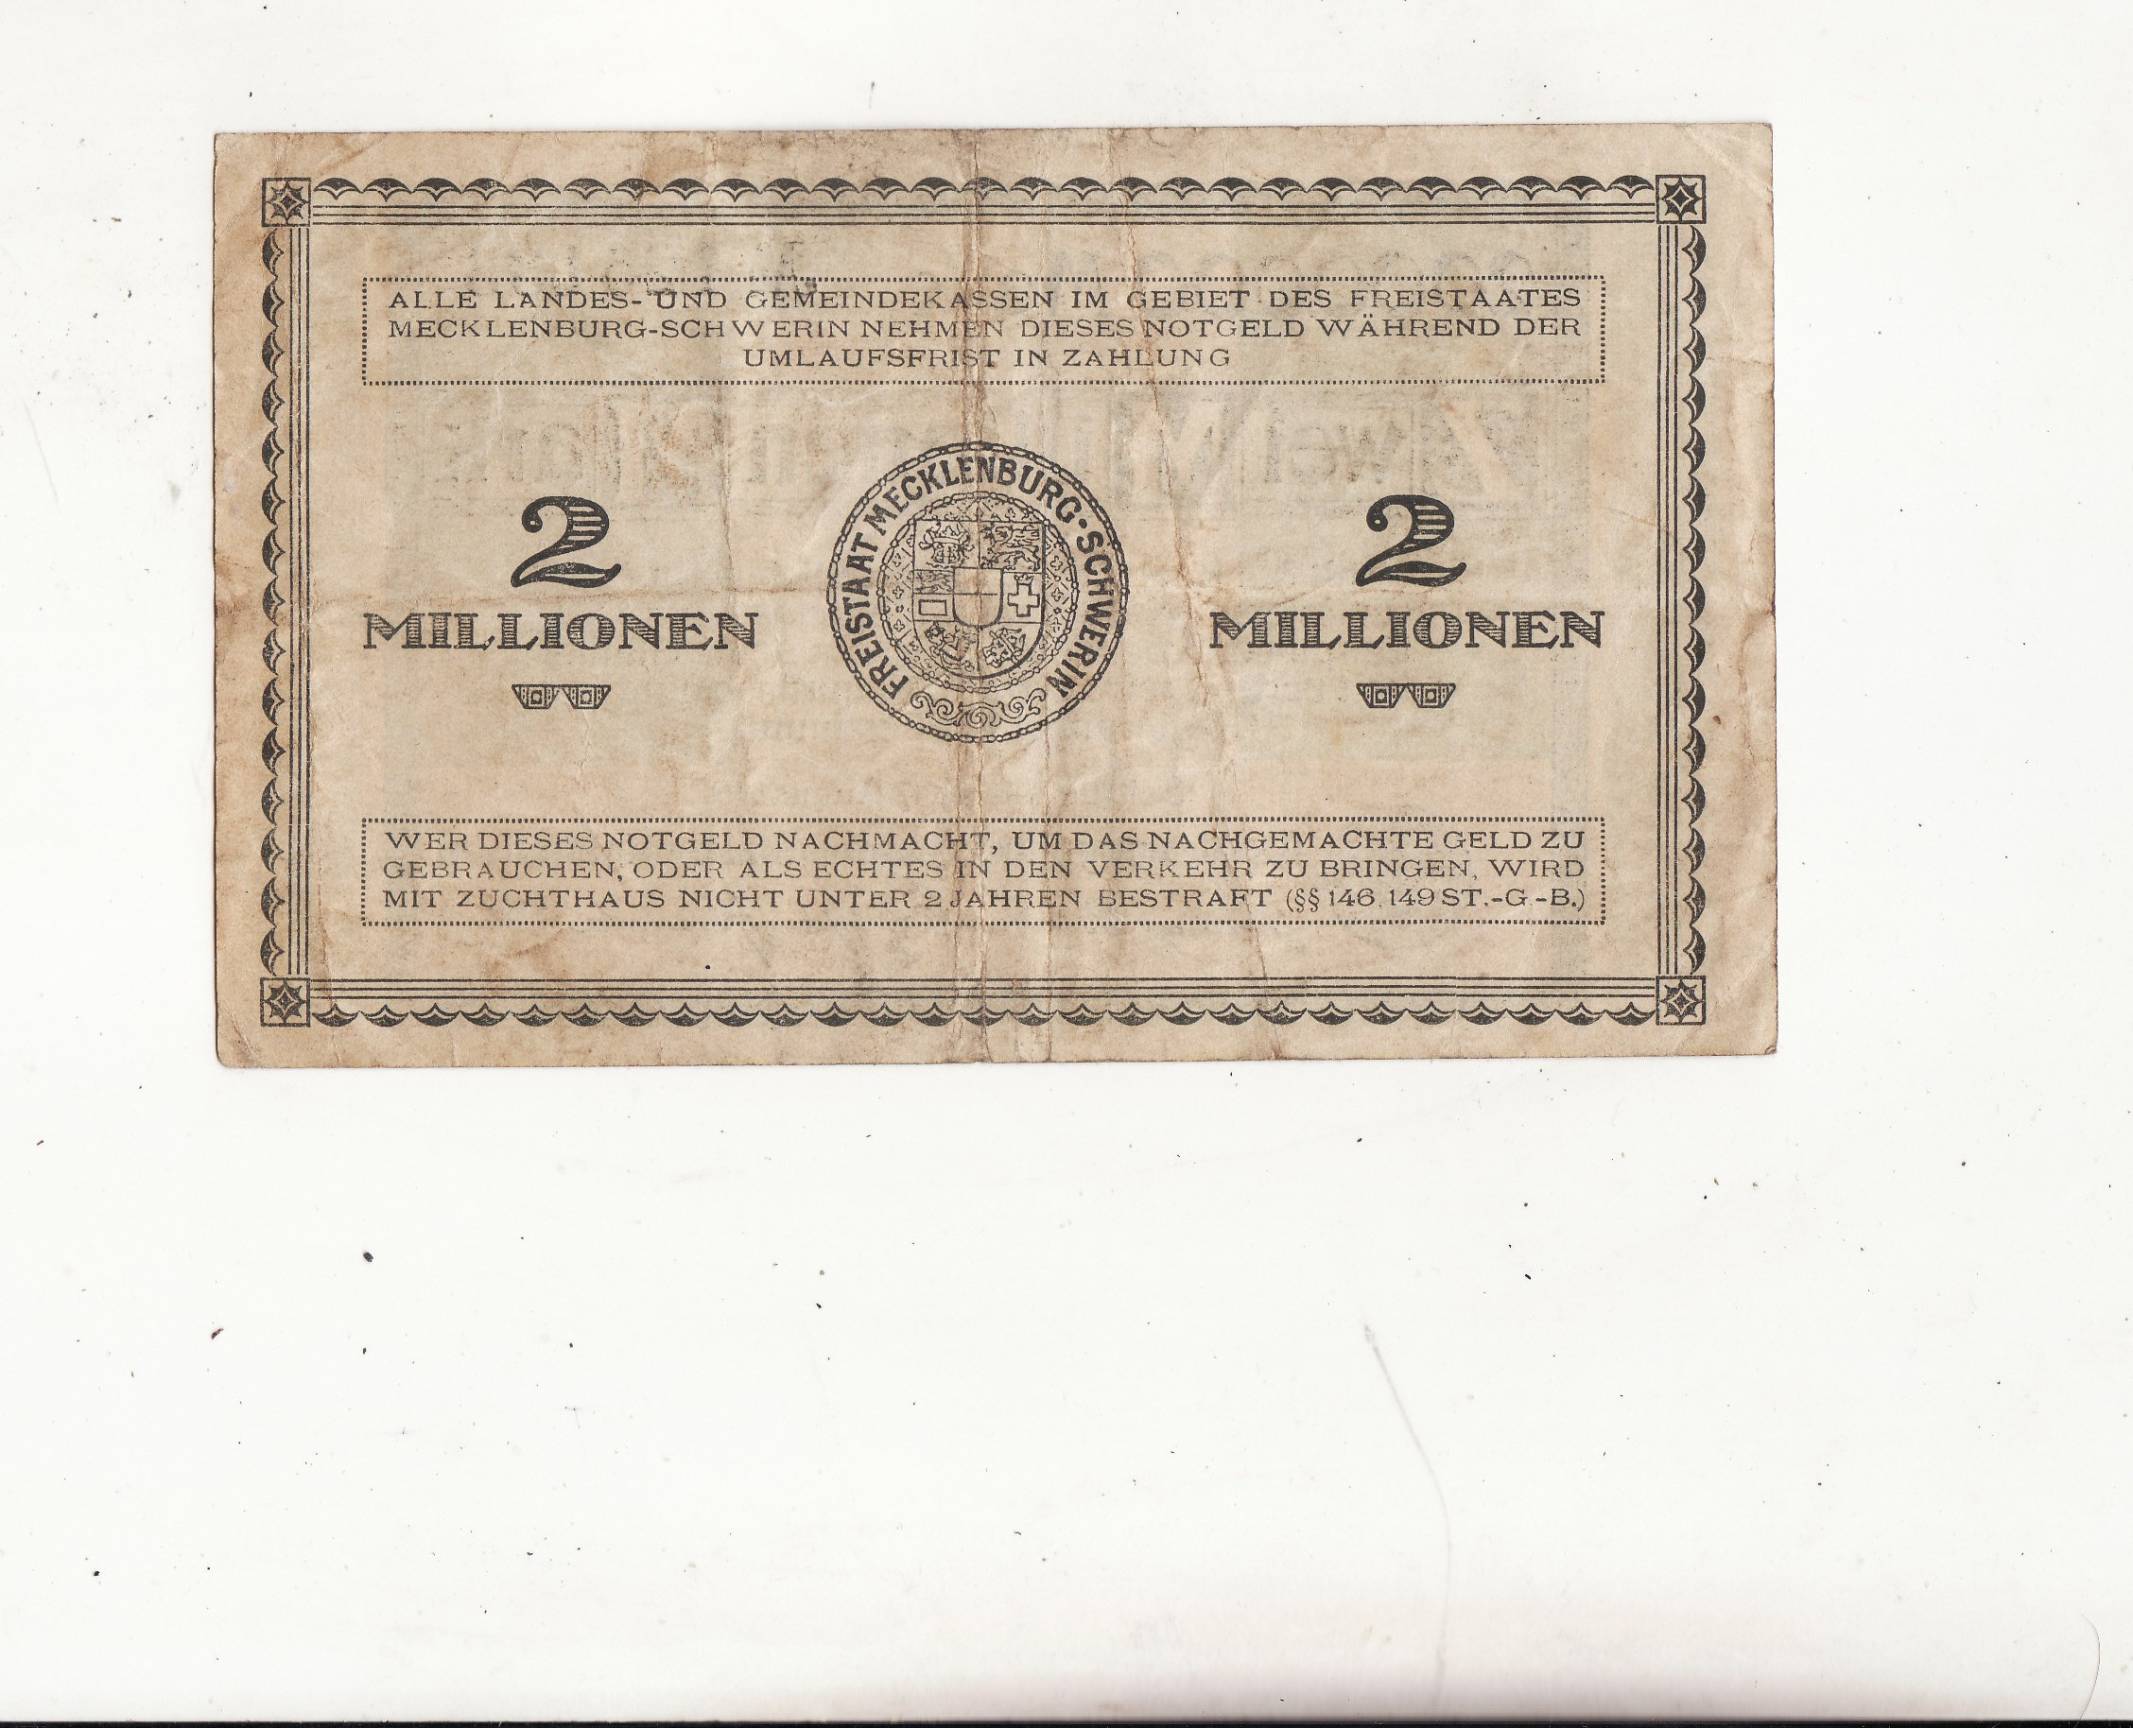 ALLE LANDES- UND GEMEINDEKASSEN IM GEBIET DES FREISTAATES
MECKLENBURG-SCHWERIN NEHMEN DIESES NOTGELD WÄHREND DER
UMLAUFSFRIST IN ZAHLUNG
2
MILLIONEN
FREISTAAT MECKLENBURG·SCHWERIN
2
MILLIONEN
WER DIESES NOTGELD NACHMACHT, UM DAS NACHGEMACHTE GELD ZU
GEBRAUCHEN, ODER ALS ECHTES IN DEN VERKEHR ZU BRINGEN, WIRD
MIT ZUCHTHAUS NICHT UNTER 2 JAHREN BESTRAFT (§§ 146, 149 ST.-G.-B.)